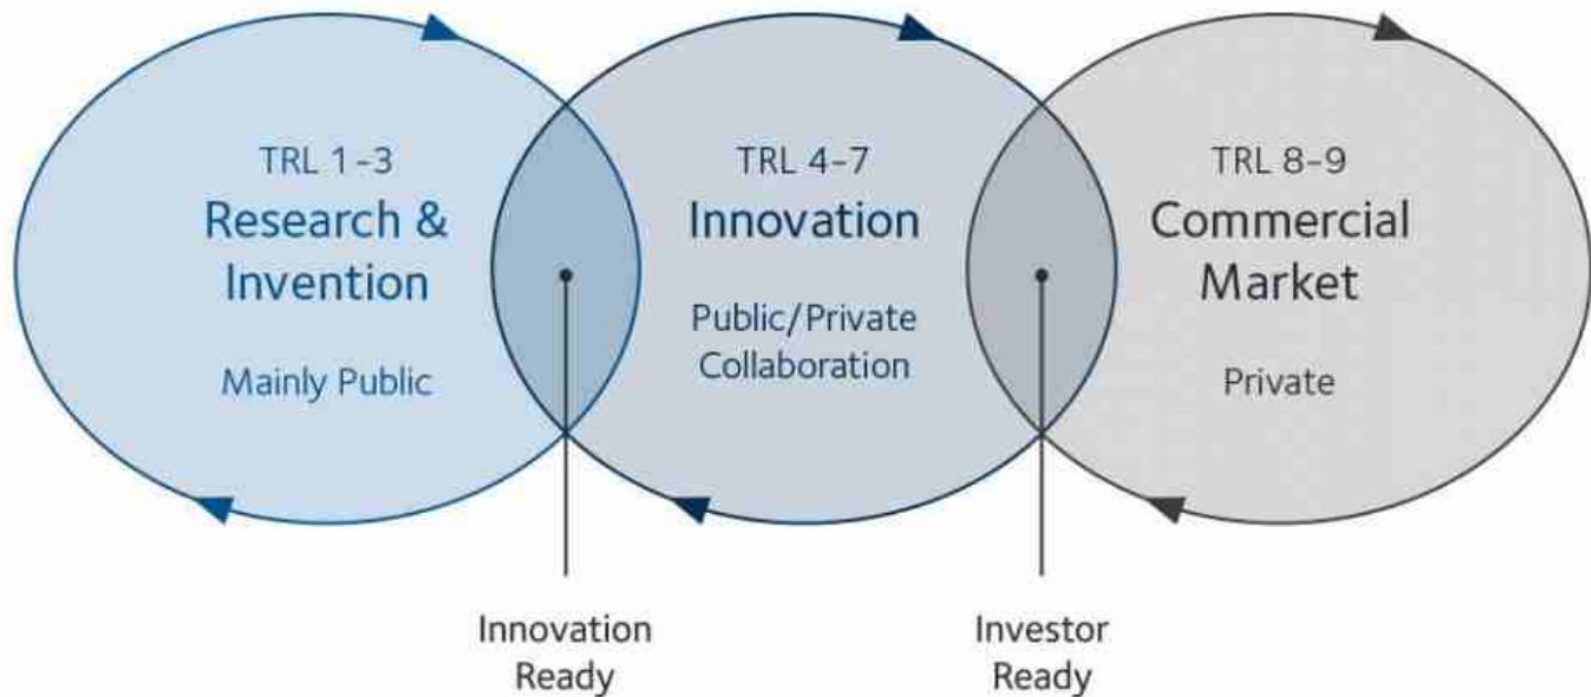 TRL 1-3
Research &
Invention
Mainly Public
TRL 4-7
Innovation
Public/Private
Collaboration
TRL 8-9
Commercial
Market
Private
Innovation
Ready
Investor
Ready